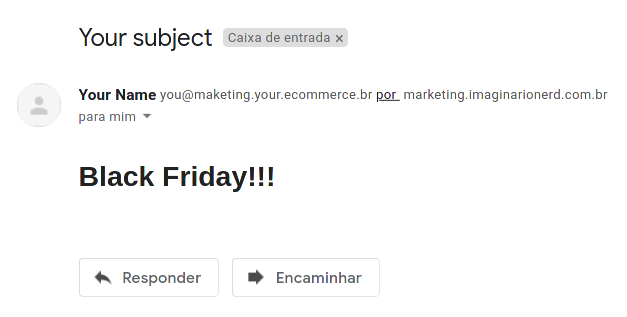 Your subject Caixa de entrada ×
Your Name you@maketing.your.ecommerce.br por marketing.imaginarionerd.com.br
para mim
Black Friday!!!
Responder Encaminhar